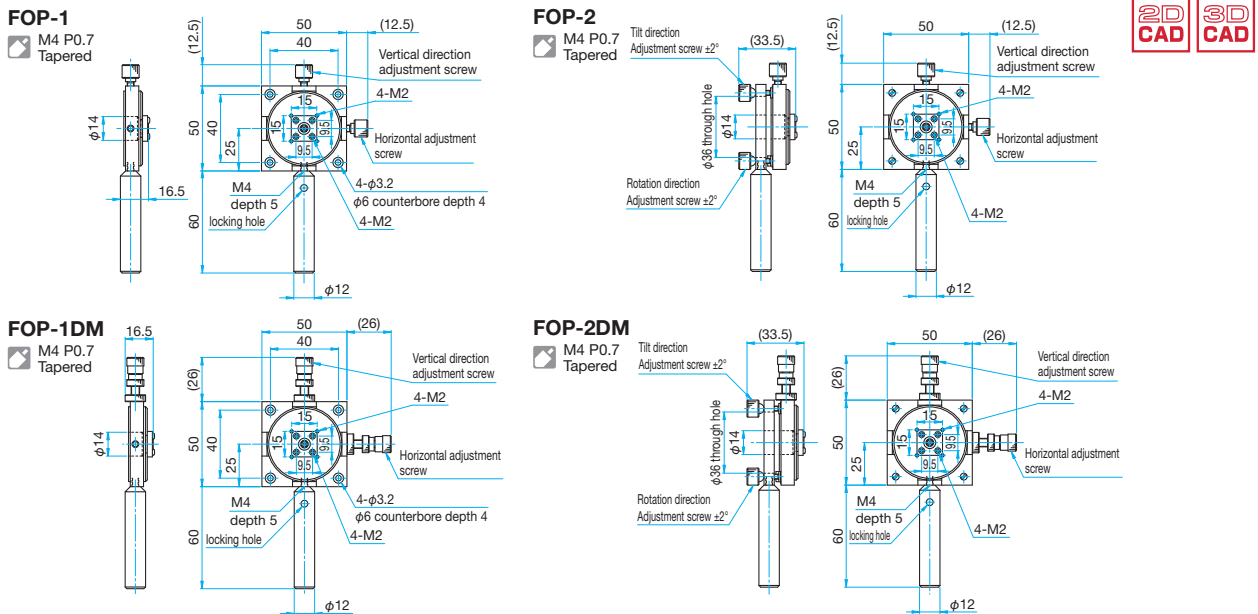 FOP-1
M4 P0.7
Tapered
50
(12.5)
40
(12.5)
Vertical direction
adjustment screw
4-M2
15
15
9.5
9.5
φ14
50
40
25
Horizontal adjustment
screw
16.5
M4
depth 5
locking hole
4-φ3.2
φ6 counterbore depth 4
4-M2
60
φ12
FOP-2
M4 P0.7
Tapered
Tilt direction
Adjustment screw ±2°
(33.5)
φ36 through hole
φ14
Rotation direction
Adjustment screw ±2°
50
(12.5)
(12.5)
Vertical direction
adjustment screw
4-M2
15
15
9.5
9.5
50
25
Horizontal adjustment
screw
M4
depth 5
locking hole
4-M2
60
φ12
2D
CAD
3D
CAD
FOP-1DM
M4 P0.7
Tapered
16.5
φ14
50
(26)
40
(26)
Vertical direction
adjustment screw
4-M2
15
15
9.5
9.5
50
40
25
Horizontal adjustment
screw
M4
depth 5
locking hole
4-φ3.2
φ6 counterbore depth 4
4-M2
60
φ12
FOP-2DM
M4 P0.7
Tapered
Tilt direction
Adjustment screw ±2°
(33.5)
φ36 through hole
φ14
Rotation direction
Adjustment screw ±2°
50
(26)
(26)
Vertical direction
adjustment screw
4-M2
15
15
9.5
9.5
50
25
Horizontal adjustment
screw
M4
depth 5
locking hole
4-M2
60
φ12